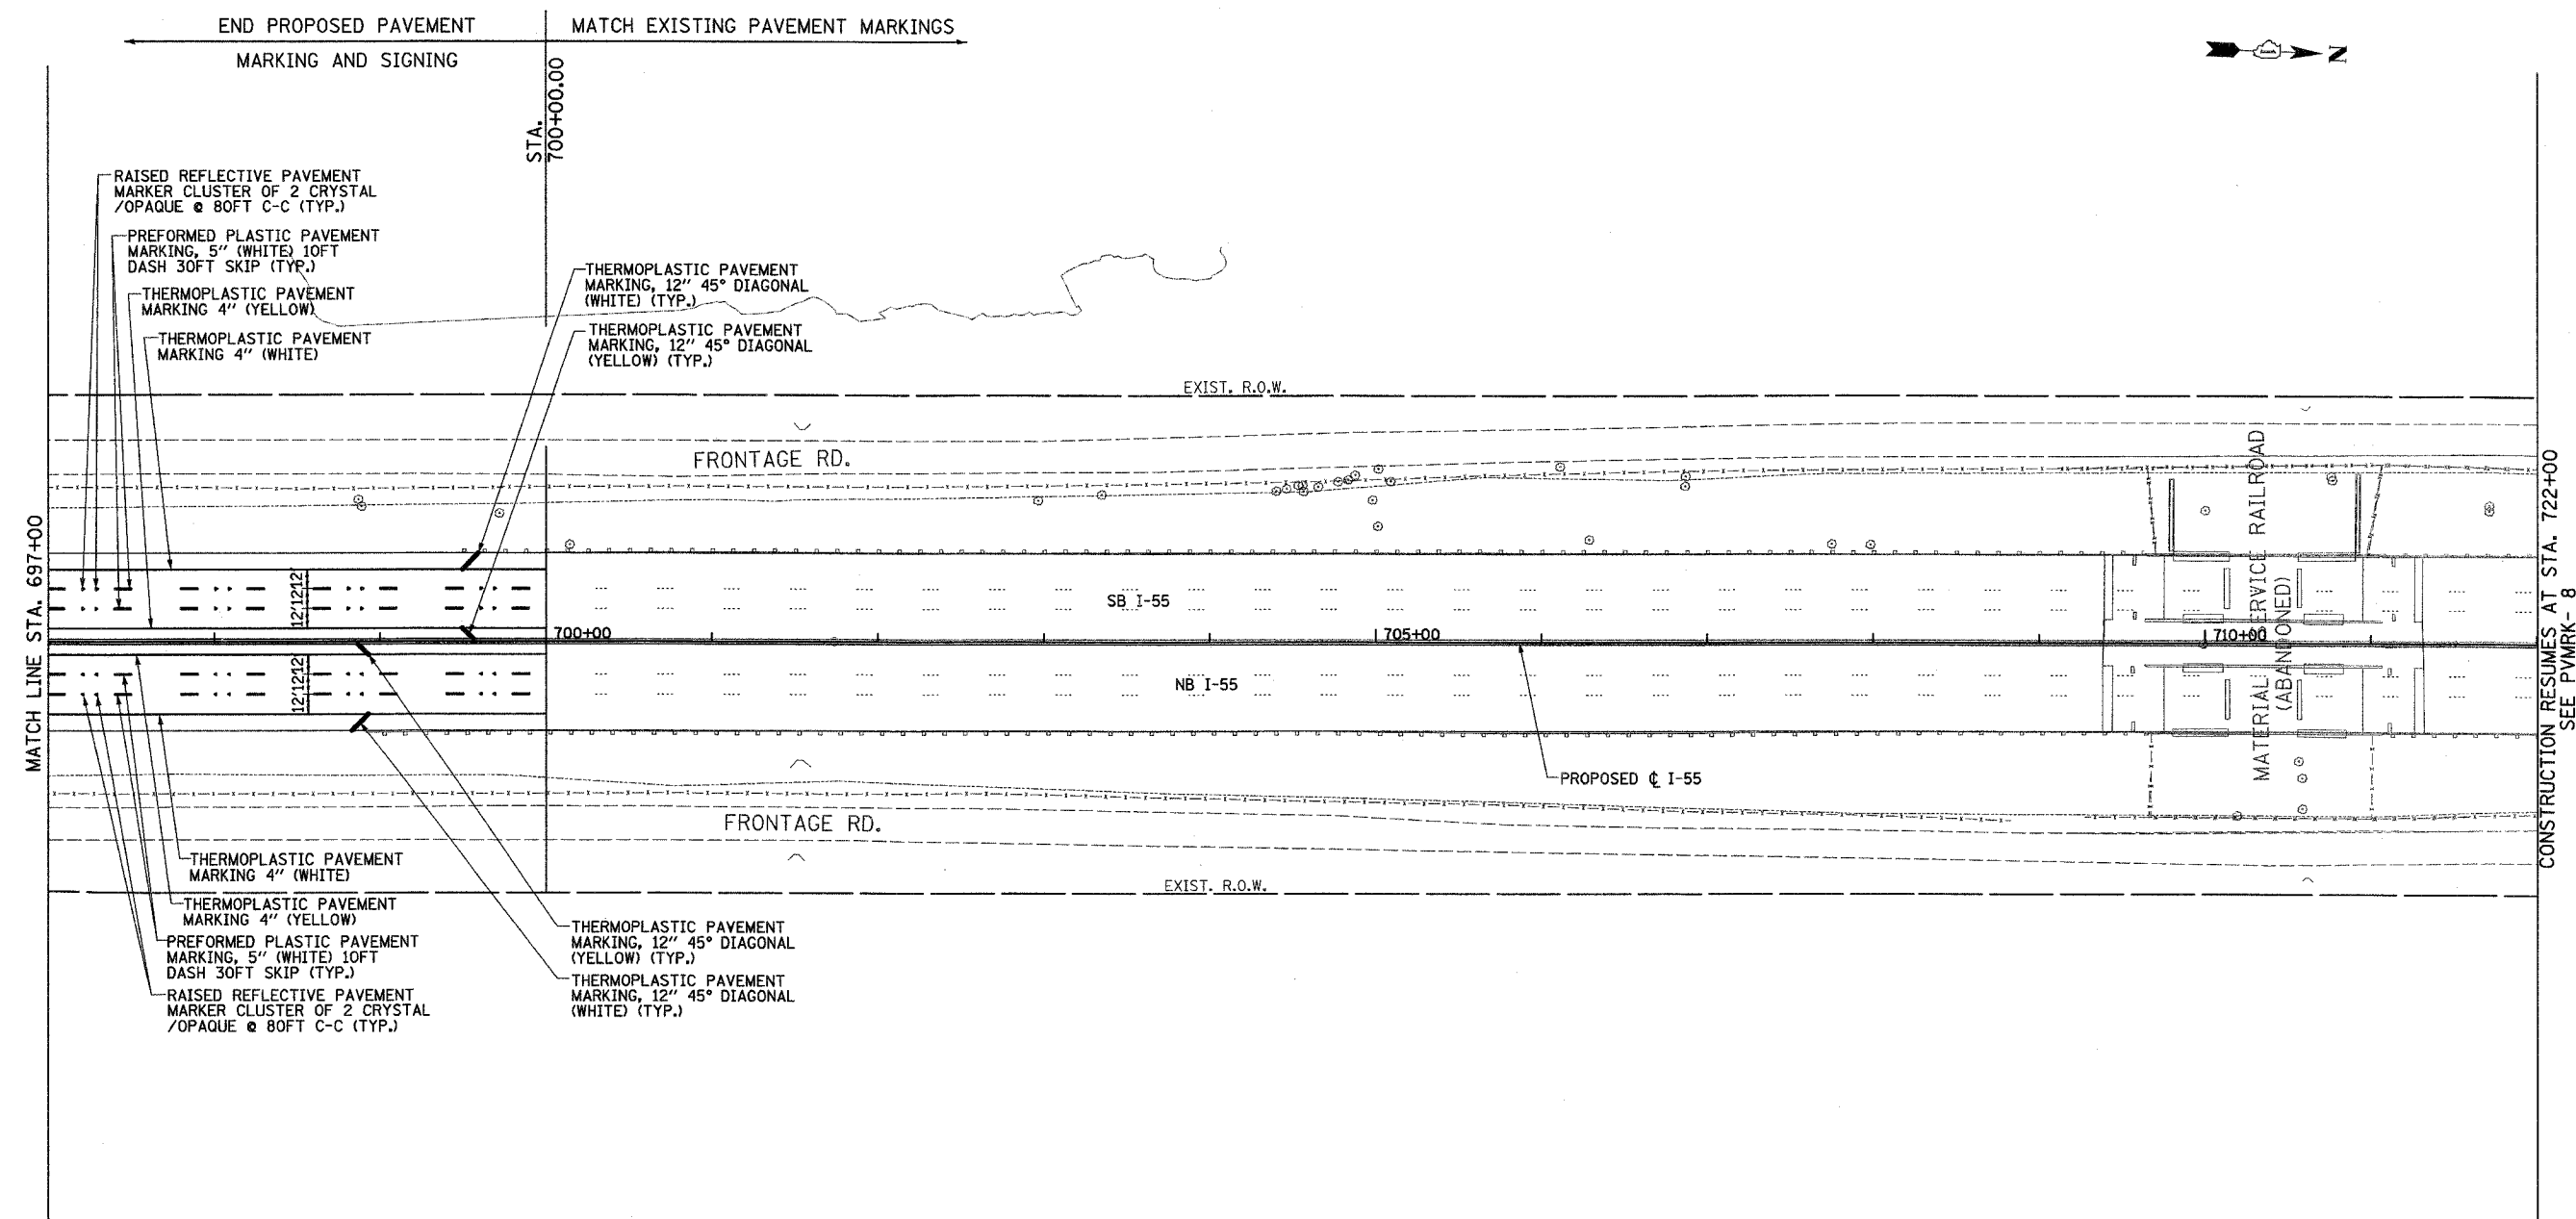 END PROPOSED PAVEMENT
MARKING AND SIGNING
MATCH EXISTING PAVEMENT MARKINGS
N
STA.
700+00.00
RAISED REFLECTIVE PAVEMENT
MARKER CLUSTER OF 2 CRYSTAL
/OPAQUE @ 80FT C-C (TYP.)
PREFORMED PLASTIC PAVEMENT
MARKING, 5" (WHITE) 10FT
DASH 30FT SKIP (TYP.)
THERMOPLASTIC PAVEMENT
MARKING 4" (YELLOW)
THERMOPLASTIC PAVEMENT
MARKING 4" (WHITE)
THERMOPLASTIC PAVEMENT
MARKING, 12" 45° DIAGONAL
(WHITE) (TYP.)
THERMOPLASTIC PAVEMENT
MARKING, 12" 45° DIAGONAL
(YELLOW) (TYP.)
EXIST. R.O.W.
FRONTAGE RD.
MATCH LINE STA. 697+00
12'12'12'
SB I-55
700+00
705+00
710+00
12'12'12'
NB I-55
MATERIAL SERVICE RAILROAD
(ABANDONED)
CONSTRUCTION RESUMES AT STA. 722+00
SEE PVMRK- 8
PROPOSED ℄ I-55
FRONTAGE RD.
EXIST. R.O.W.
THERMOPLASTIC PAVEMENT
MARKING 4" (WHITE)
THERMOPLASTIC PAVEMENT
MARKING 4" (YELLOW)
PREFORMED PLASTIC PAVEMENT
MARKING, 5" (WHITE) 10FT
DASH 30FT SKIP (TYP.)
RAISED REFLECTIVE PAVEMENT
MARKER CLUSTER OF 2 CRYSTAL
/OPAQUE @ 80FT C-C (TYP.)
THERMOPLASTIC PAVEMENT
MARKING, 12" 45° DIAGONAL
(YELLOW) (TYP.)
THERMOPLASTIC PAVEMENT
MARKING, 12" 45° DIAGONAL
(WHITE) (TYP.)